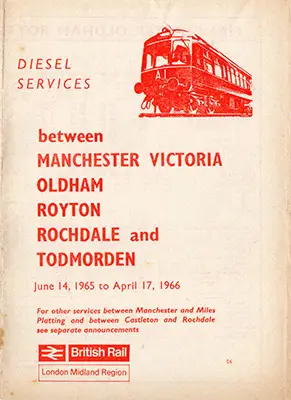 DIESEL
SERVICES
between
MANCHESTER VICTORIA
OLDHAM
ROYTON
ROCHDALE and
TODMORDEN
June 14, 1965 to April 17, 1966
For other services between Manchester and Miles
Platting and between Castleton and Rochdale
see separate announcements
British Rail
London Midland Region